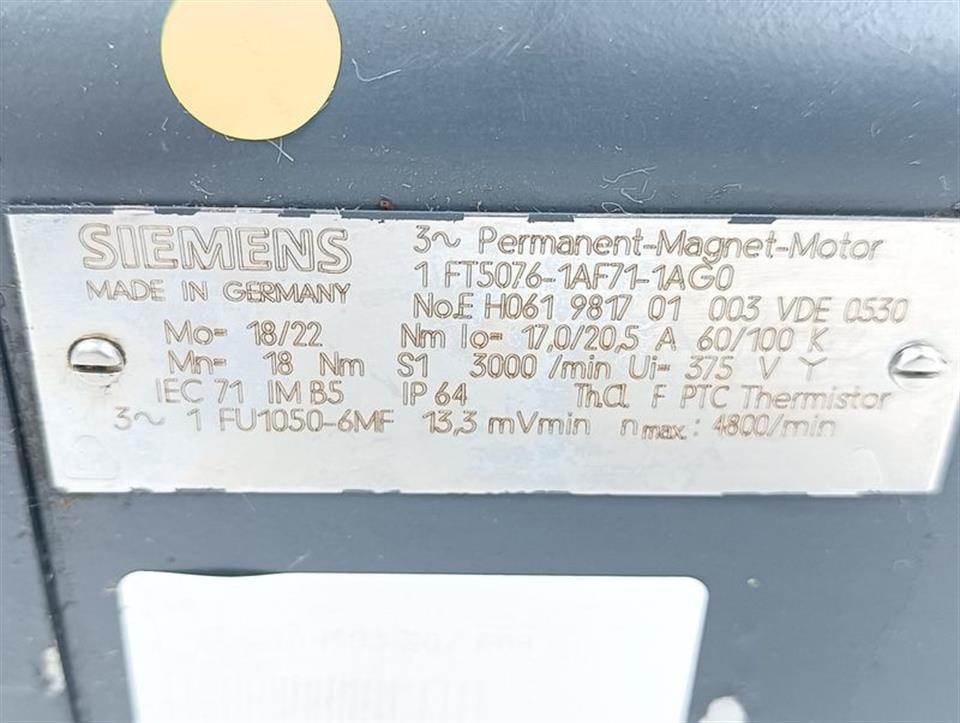 SIEMENS
MADE IN GERMANY
3~ Permanent-Magnet-Motor
1 FT5076-1AF71-1AG0
No.E H061 9817 01 003 VDE 0530
Mo= 18/22 Nm Io= 17,0/20,5 A 60/100 K
Mn= 18 Nm S1 3000 /min Ui= 375 V Y
IEC 71 IM B5 IP 64 Th.Cl. F PTC Thermistor
3~ 1 FU1050-6MF 13,3 mVmin nmax.: 4800/min